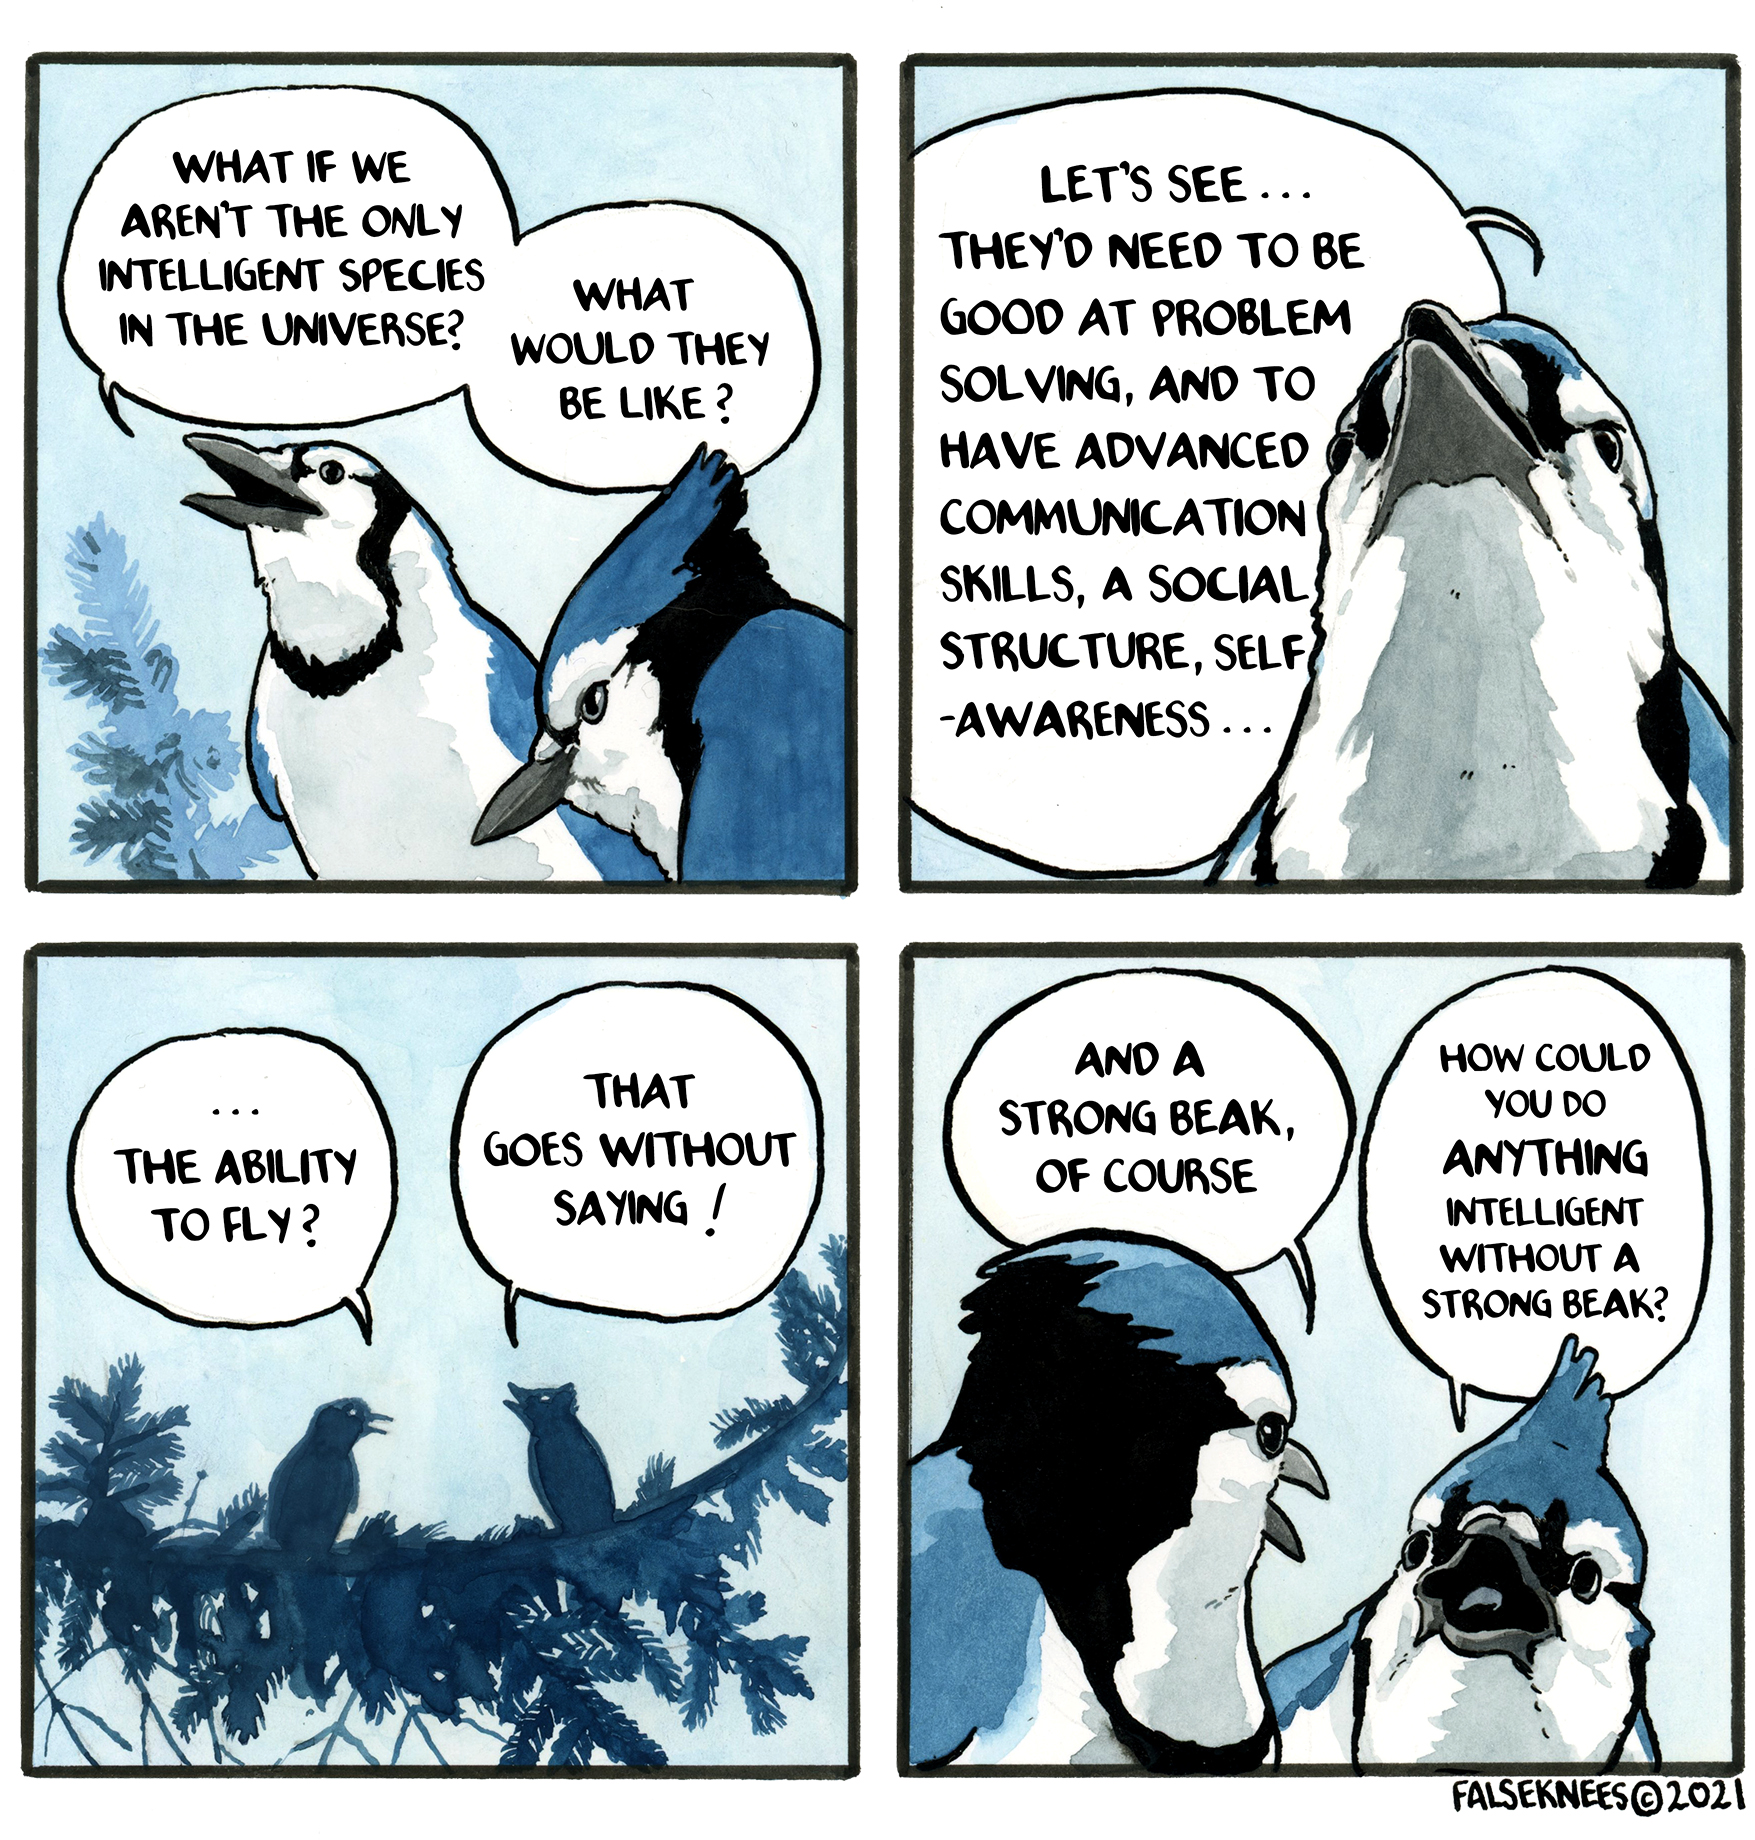 WHAT IF WE
AREN'T THE ONLY
INTELLIGENT SPECIES
IN THE UNIVERSE?
WHAT
WOULD THEY
BE LIKE?
LET'S SEE...
THEY'D NEED TO BE
GOOD AT PROBLEM
SOLVING, AND TO
HAVE ADVANCED
COMMUNICATION
SKILLS, A SOCIAL
STRUCTURE, SELF
-AWARENESS...
...
THE ABILITY
TO FLY?
THAT
GOES WITHOUT
SAYING!
AND A
STRONG BEAK,
OF COURSE
HOW COULD
YOU DO
ANYTHING
INTELLIGENT
WITHOUT A
STRONG BEAK?
FALSEKNEES©2021